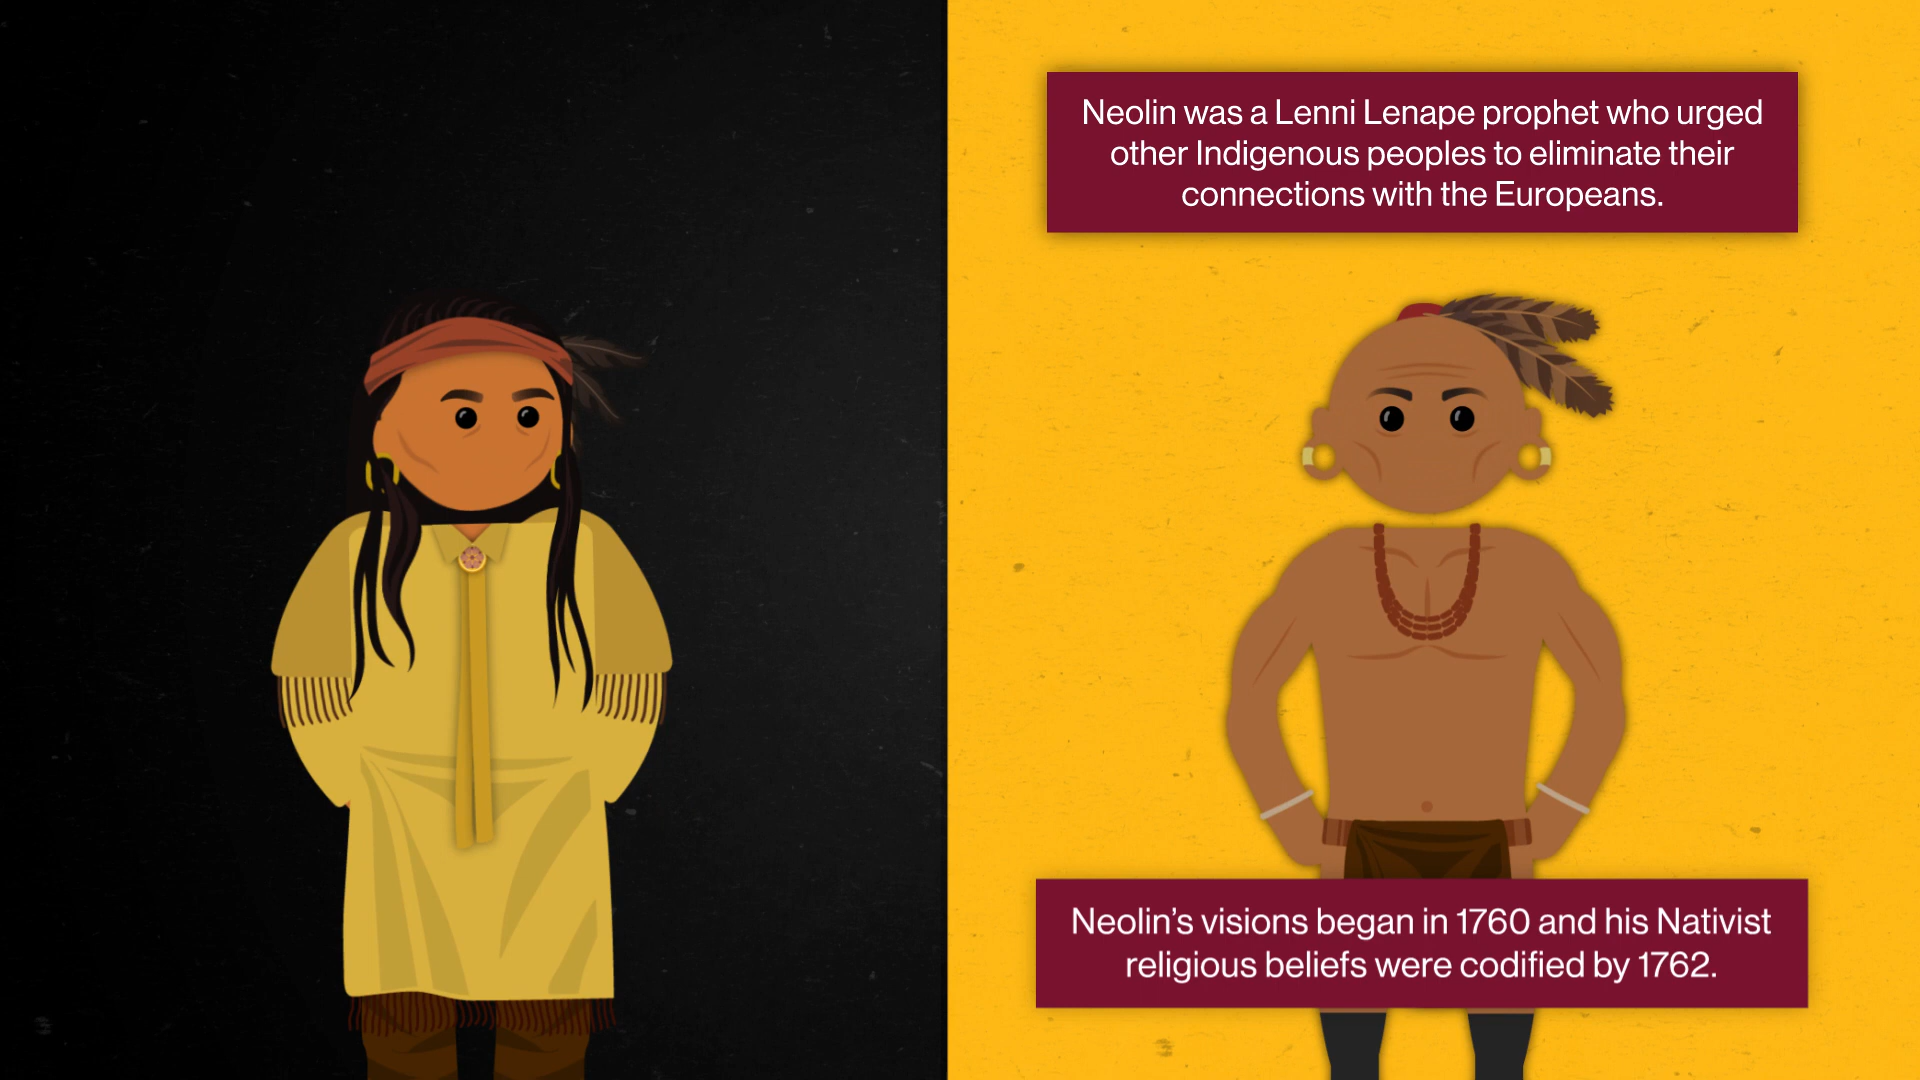 Neolin was a Lenni Lenape prophet who urged
other Indigenous peoples to eliminate their
connections with the Europeans.
Neolin’s visions began in 1760 and his Nativist
religious beliefs were codified by 1762.